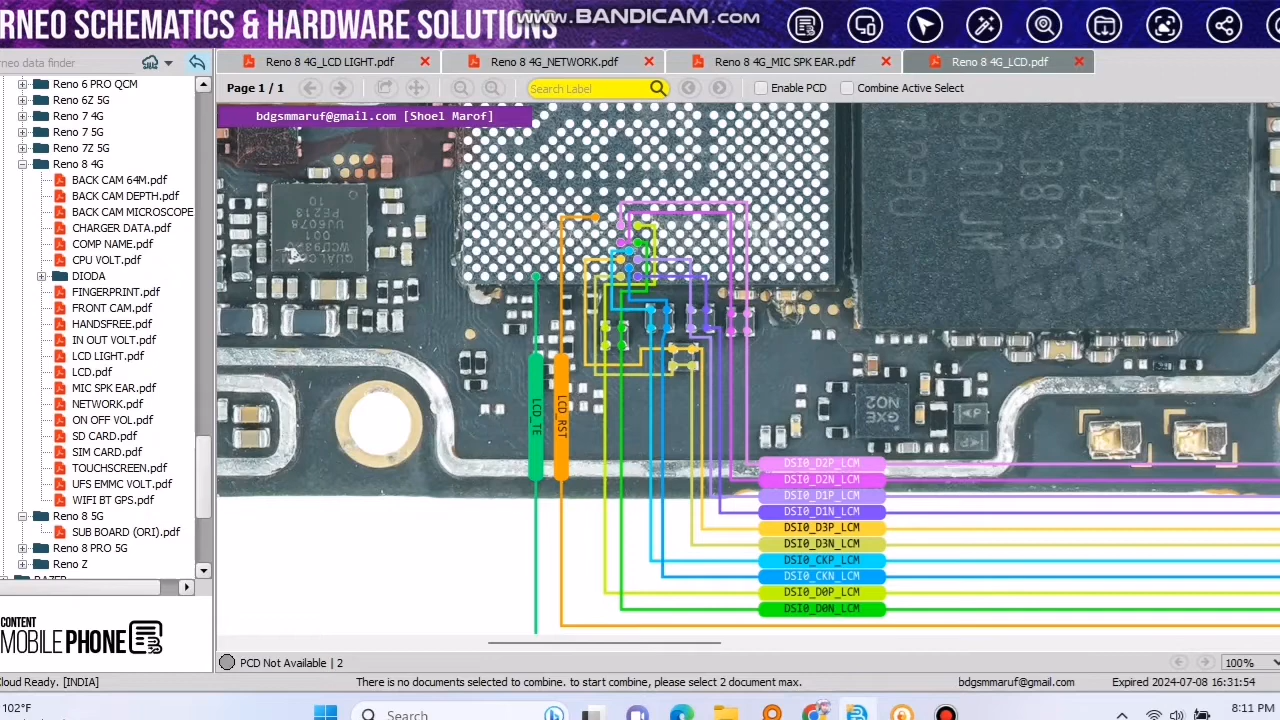 RNEO SCHEMATICS & HARDWARE SOLUTIONS
www.BANDICAM.com
rneo data finder
Reno 8 4G_LCD LIGHT.pdf
Reno 8 4G_NETWORK.pdf
Reno 8 4G_MIC SPK EAR.pdf
Reno 8 4G_LCD.pdf
Page 1 / 1
Search Label
Enable PCD
Combine Active Select
bdgsmmaruf@gmail.com [Shoel Marof]
Reno 6 PRO QCM
Reno 6Z 5G
Reno 7 4G
Reno 7 5G
Reno 7Z 5G
Reno 8 4G
BACK CAM 64M.pdf
BACK CAM DEPTH.pdf
BACK CAM MICROSCOPE
CHARGER DATA.pdf
COMP NAME.pdf
CPU VOLT.pdf
DIODA
FINGERPRINT.pdf
FRONT CAM.pdf
HANDSFREE.pdf
IN OUT VOLT.pdf
LCD LIGHT.pdf
LCD.pdf
MIC SPK EAR.pdf
NETWORK.pdf
ON OFF VOL.pdf
SD CARD.pdf
SIM CARD.pdf
TOUCHSCREEN.pdf
UFS EMMC VOLT.pdf
WIFI BT GPS.pdf
Reno 8 5G
SUB BOARD (ORI).pdf
Reno 8 PRO 5G
Reno Z
RAZER
LCD_TE
LCD_RST
GXE
NO2
DSI0_D2P_LCM
DSI0_D2N_LCM
DSI0_D1P_LCM
DSI0_D1N_LCM
DSI0_D3P_LCM
DSI0_D3N_LCM
DSI0_CKP_LCM
DSI0_CKN_LCM
DSI0_D0P_LCM
DSI0_D0N_LCM
CONTENT
MOBILE PHONE
PCD Not Available | 2
100%
loud Ready. [INDIA]
There is no documents selected to combine. to start combine, please select 2 document max.
bdgsmmaruf@gmail.com
Expired 2024-07-08 16:31:54
102°F
Search
8:11 PM